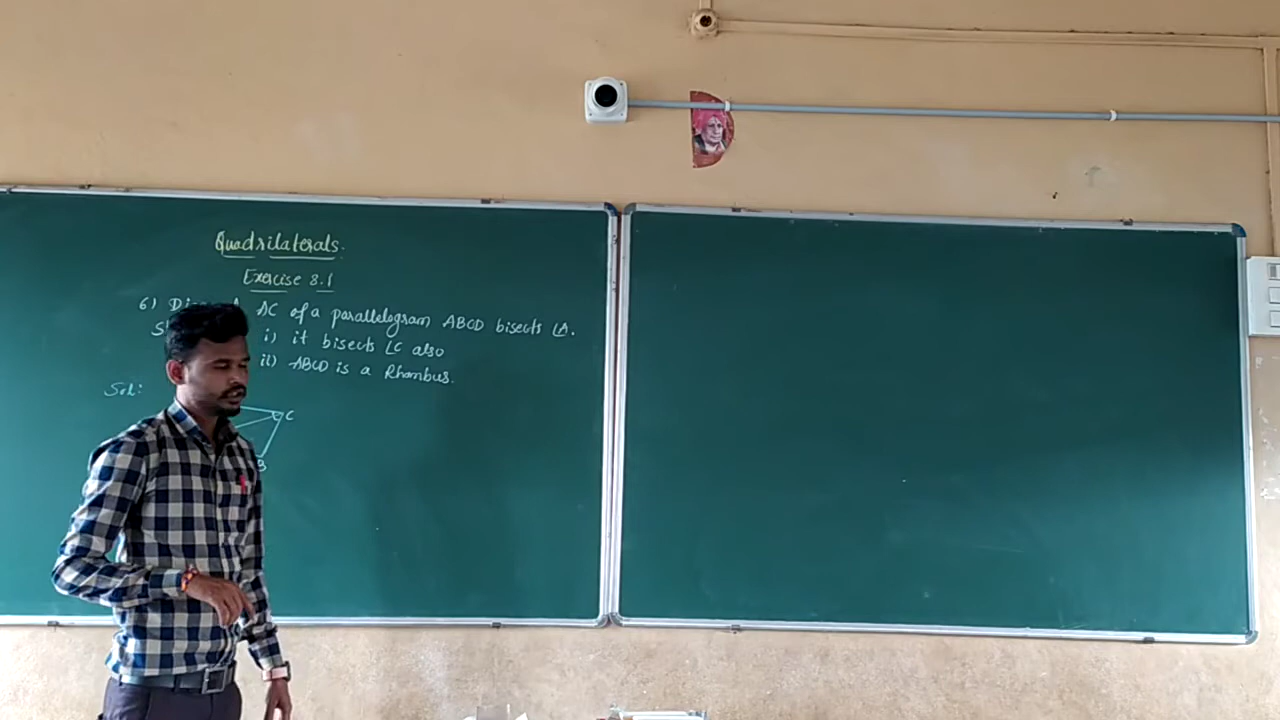 Quadrilaterals.
Exercise 8.1
6) AC of a parallelogram ABCD bisects ∠A.
i) it bisects ∠C also
ii) ABCD is a Rhombus.
Sol:
C
B